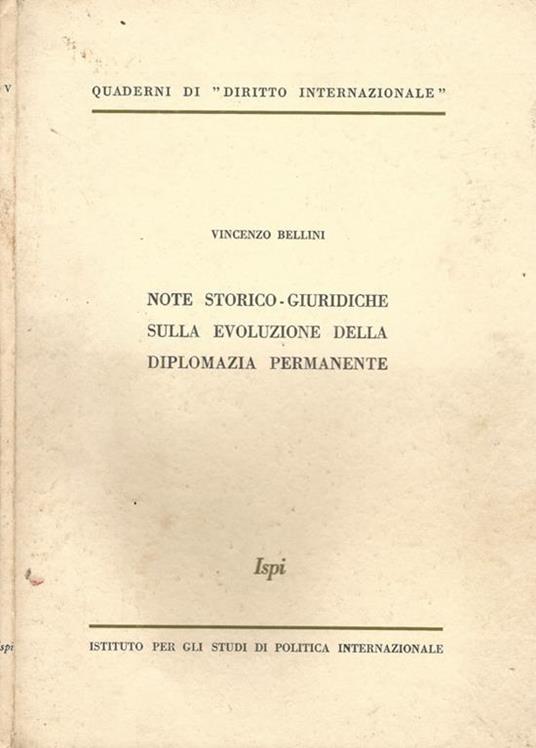 V
QUADERNI DI "DIRITTO INTERNAZIONALE"
VINCENZO BELLINI
NOTE STORICO-GIURIDICHE
SULLA EVOLUZIONE DELLA
DIPLOMAZIA PERMANENTE
Ispi
ISTITUTO PER GLI STUDI DI POLITICA INTERNAZIONALE
spi